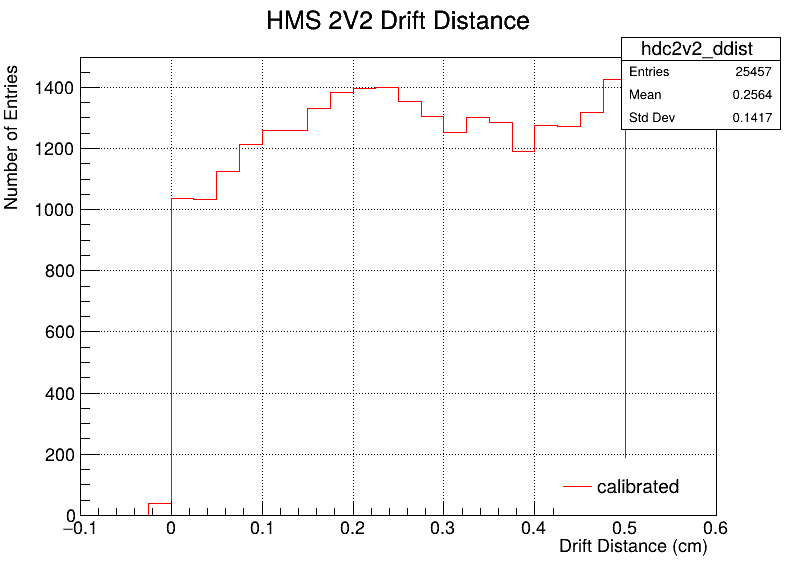 HMS 2V2 Drift Distance
hdc2v2_ddist
Entries 25457
Mean 0.2564
Std Dev 0.1417
Number of Entries
1400
1200
1000
800
600
400
200
0
−0.1 0 0.1 0.2 0.3 0.4 0.5 0.6
calibrated
Drift Distance (cm)